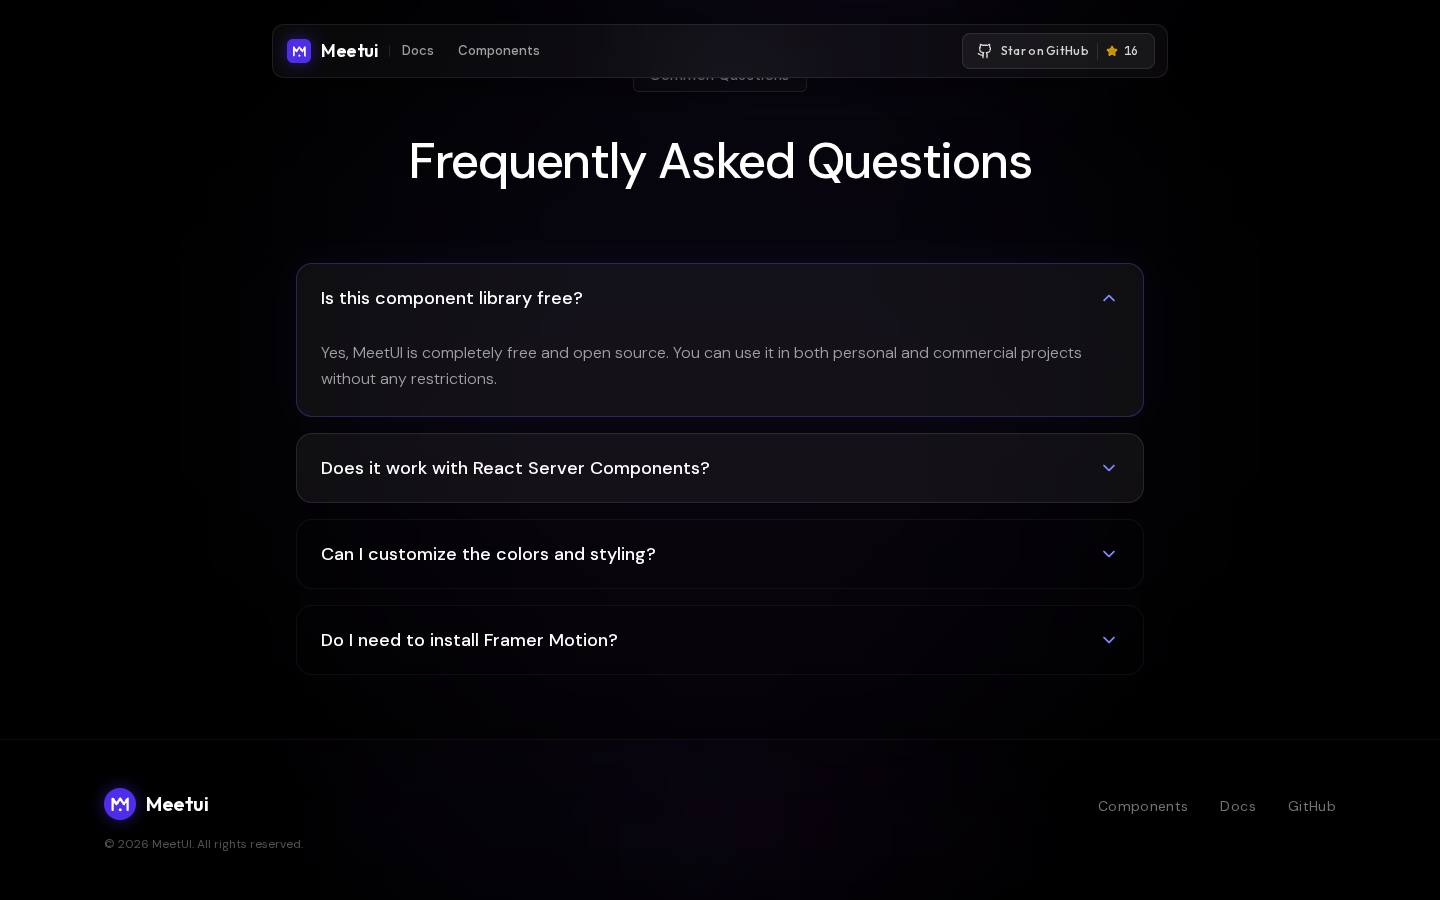 Meetui
Docs
Components
Star on GitHub
16
Common Questions
Frequently Asked Questions
Is this component library free?
Yes, MeetUI is completely free and open source. You can use it in both personal and commercial projects
without any restrictions.
Does it work with React Server Components?
Can I customize the colors and styling?
Do I need to install Framer Motion?
Meetui
Components
Docs
GitHub
© 2026 MeetUI. All rights reserved.